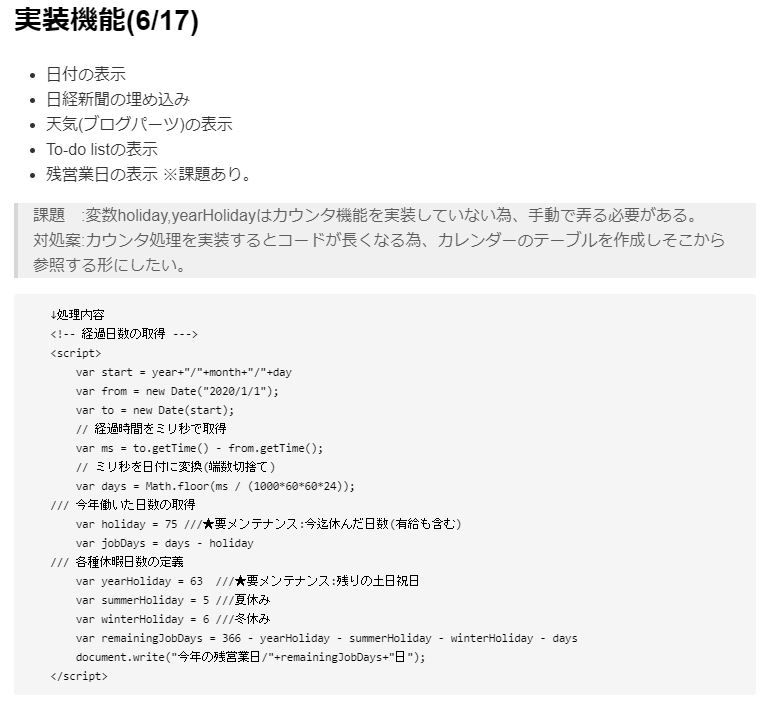 実装機能(6/17)
• 日付の表示
• 日経新聞の埋め込み
• 天気(ブログパーツ)の表示
• To-do listの表示
• 残営業日の表示 ※課題あり。
課題　:変数holiday,yearHolidayはカウンタ機能を実装していない為、手動で弄る必要がある。
対処案:カウンタ処理を実装するとコードが長くなる為、カレンダーのテーブルを作成しそこから
参照する形にしたい。
↓処理内容
<!-- 経過日数の取得 --->
<script>
    var start = year+"/"+month+"/"+day
    var from = new Date("2020/1/1");
    var to = new Date(start);
    // 経過時間をミリ秒で取得
    var ms = to.getTime() - from.getTime();
    // ミリ秒を日付に変換(端数切捨て)
    var days = Math.floor(ms / (1000*60*60*24));
/// 今年働いた日数の取得
    var holiday = 75 ///★要メンテナンス:今迄休んだ日数(有給も含む)
    var jobDays = days - holiday
/// 各種休暇日数の定義
    var yearHoliday = 63  ///★要メンテナンス:残りの土日祝日
    var summerHoliday = 5 ///夏休み
    var winterHoliday = 6 ///冬休み
    var remainingJobDays = 366 - yearHoliday - summerHoliday - winterHoliday - days
    document.write("今年の残営業日/"+remainingJobDays+"日");
</script>